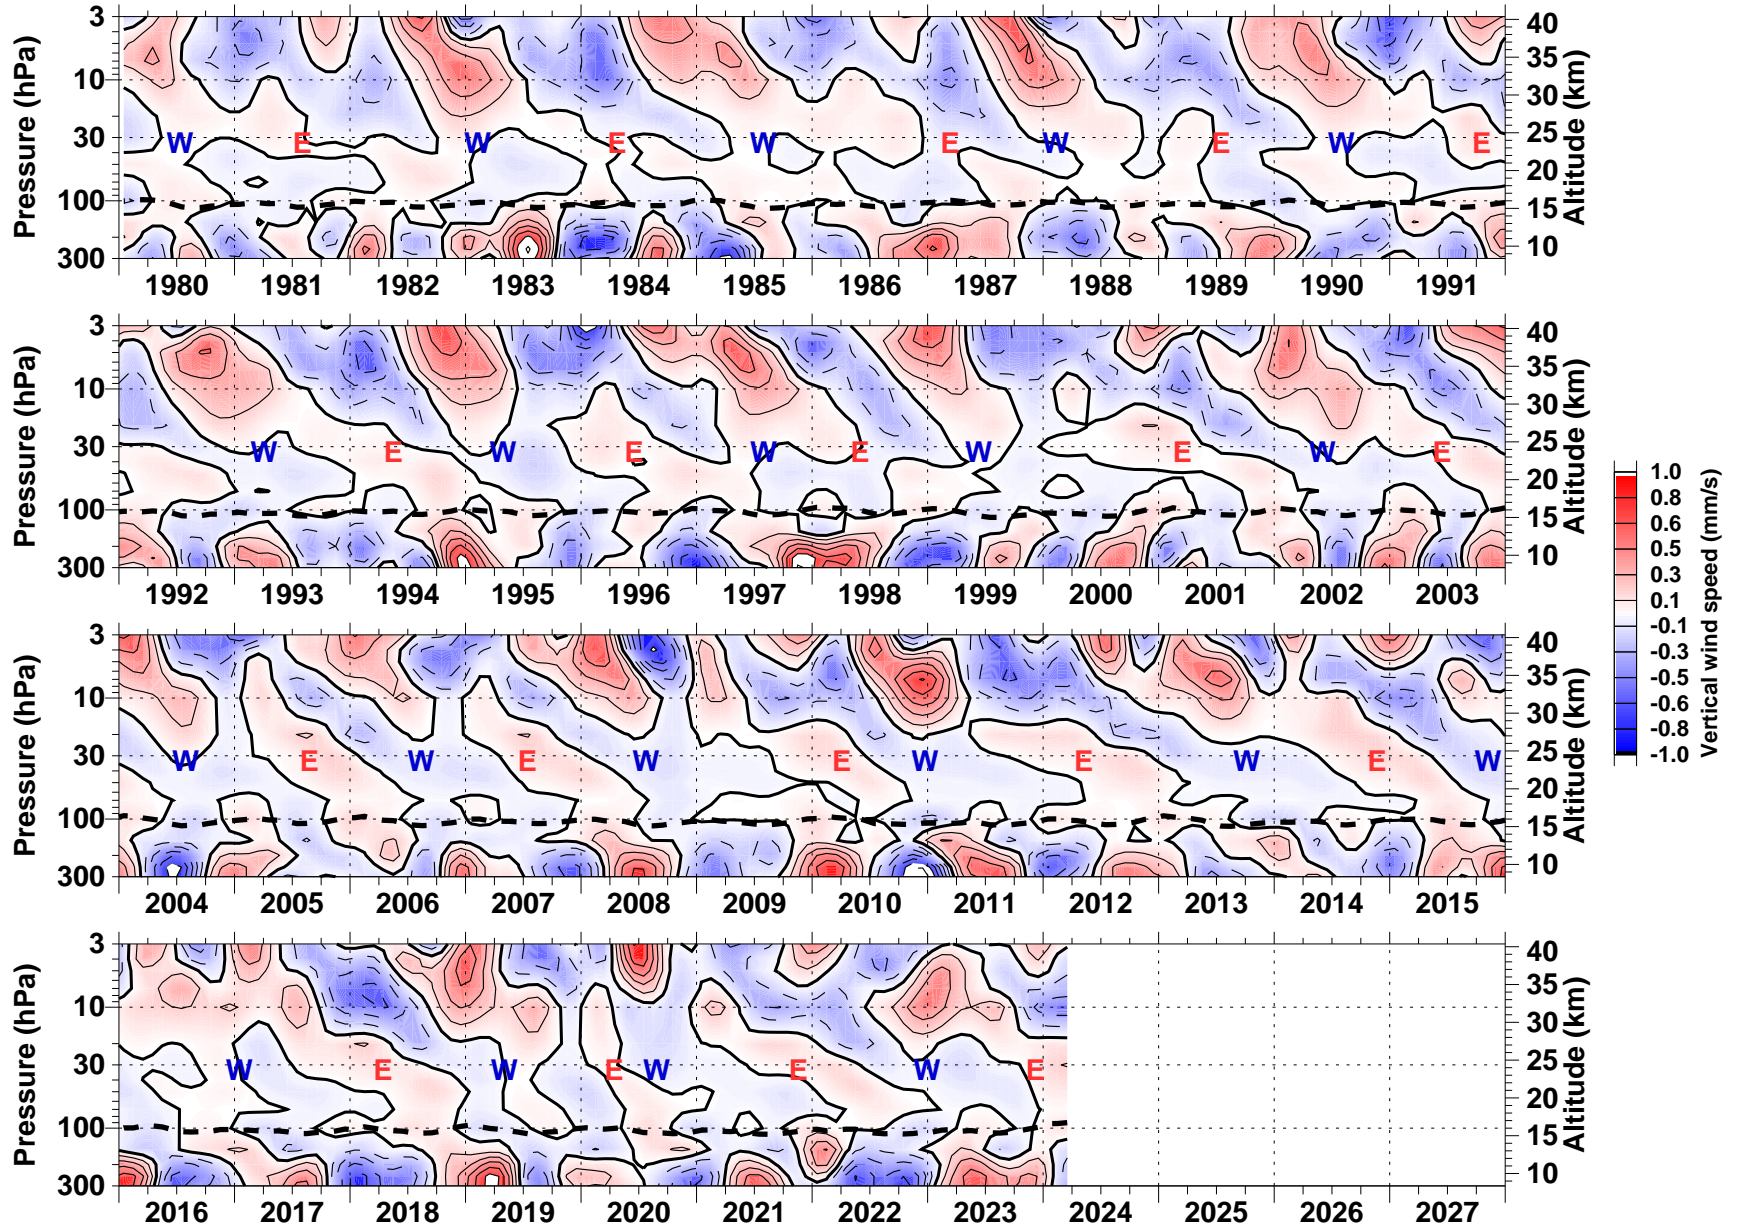 3 40
35
10 30
30 W E W E W E W E W E 25
20
100 15
300 10
Pressure (hPa) Altitude (km)
1980 1981 1982 1983 1984 1985 1986 1987 1988 1989 1990 1991
3 40
35
10 30
30 W E W E W E W E W E 25
20
100 15
300 10
Pressure (hPa) Altitude (km)
1992 1993 1994 1995 1996 1997 1998 1999 2000 2001 2002 2003
3 40
35
10 30
30 W E W E W E W E W E W 25
20
100 15
300 10
Pressure (hPa) Altitude (km)
2004 2005 2006 2007 2008 2009 2010 2011 2012 2013 2014 2015
3 40
35
10 30
30 W E W E W E W E 25
20
100 15
300 10
Pressure (hPa) Altitude (km)
2016 2017 2018 2019 2020 2021 2022 2023 2024 2025 2026 2027
1.0
0.8
0.6
0.5
0.3
0.1
-0.1
-0.3
-0.5
-0.6
-0.8
-1.0
Vertical wind speed (mm/s)